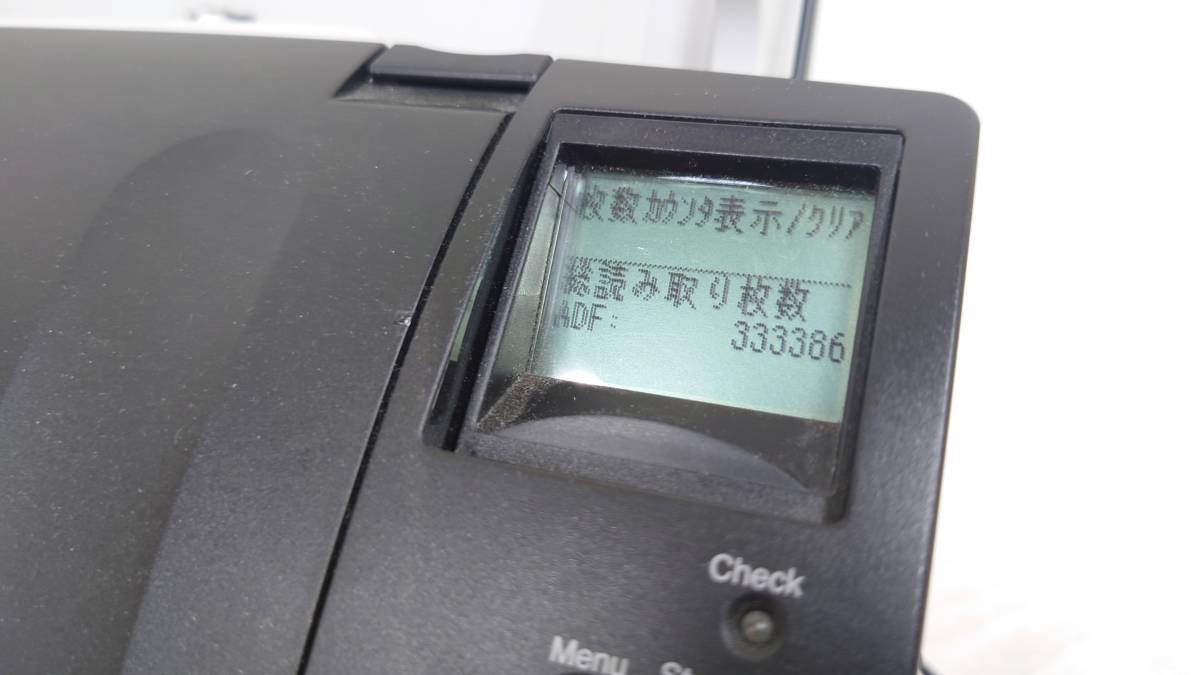 枚数ｶｳﾝﾀ表示/ｸﾘｱ
総読み取り枚数
ADF: 333386
Check
Menu